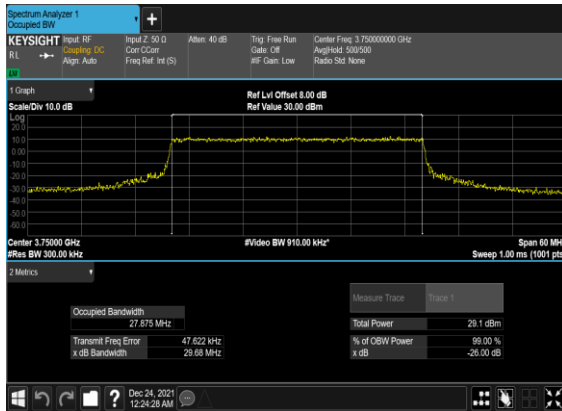 Spectrum Analyzer 1
Occupied BW
KEYSIGHT Input: RF Input Z: 50 Ω Atten: 40 dB Trig: Free Run Center Freq: 3.750000000 GHz
RL Coupling: DC Corr CCorr Gate: Off Avg|Hold: 500/500
Align: Auto Freq Ref: Int (S) #IF Gain: Low Radio Std: None
1 Graph
Ref Lvl Offset 8.00 dB
Scale/Div 10.0 dB Ref Value 30.00 dBm
Log
20.0
10.0
0.00
-10.0
-20.0
-30.0
-40.0
-50.0
-60.0
Center 3.75000 GHz #Video BW 910.00 kHz* Span 60 MH
#Res BW 300.00 kHz Sweep 1.00 ms (1001 pts
2 Metrics
Measure Trace Trace 1
Occupied Bandwidth
27.875 MHz Total Power 29.1 dBm
Transmit Freq Error 47.622 kHz % of OBW Power 99.00 %
x dB Bandwidth 29.68 MHz x dB -26.00 dB
Dec 24, 2021
12:24:28 AM